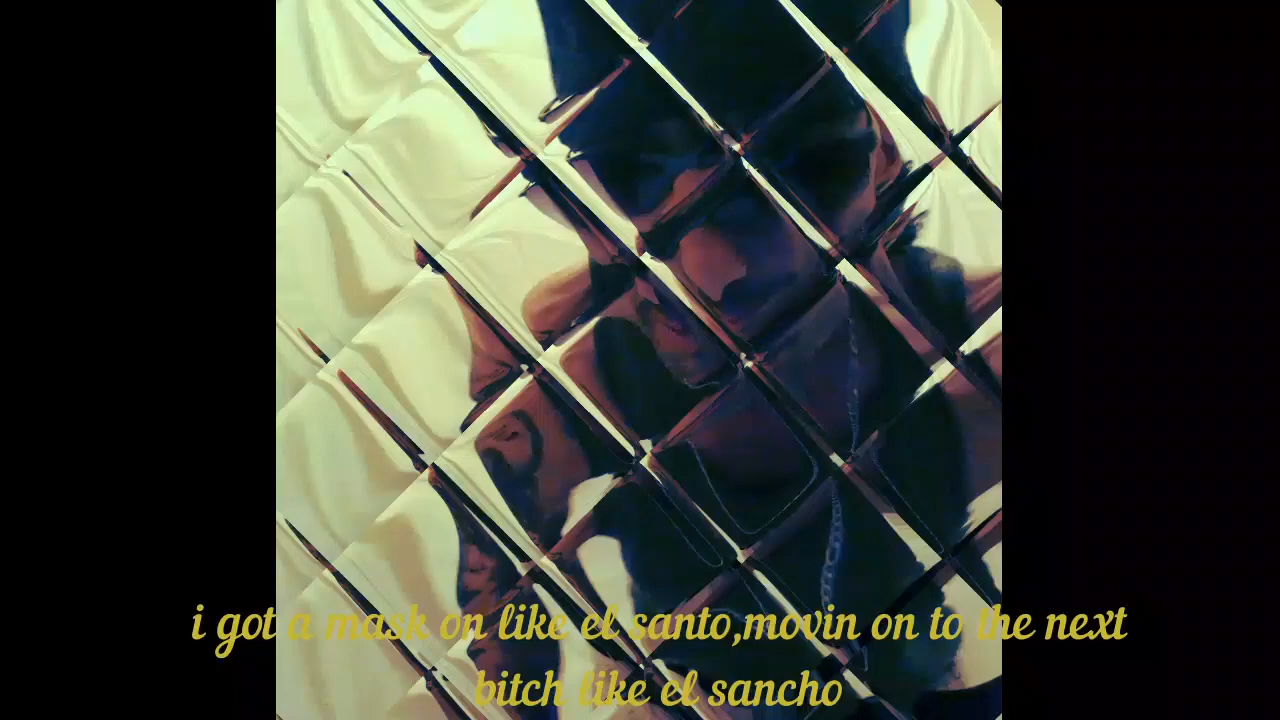 i got a mask on like el santo,movin on to the next
bitch like el sancho